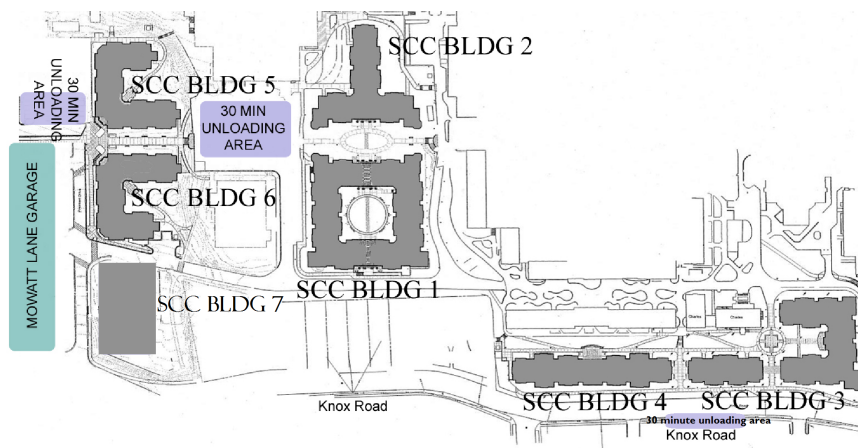 SCC BLDG 2
SCC BLDG 5
30 MIN
UNLOADING
AREA
30 MIN
UNLOADING
AREA
SCC BLDG 6
MOWATT LANE GARAGE
SCC BLDG 7
SCC BLDG 1
Charles
Charles
Knox Road
SCC BLDG 4
SCC BLDG 3
30 minute unloading area
Knox Road